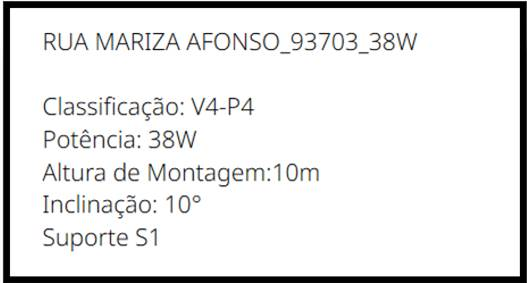 RUA MARIZA AFONSO_93703_38W
Classificação: V4-P4
Potência: 38W
Altura de Montagem:10m
Inclinação: 10°
Suporte S1